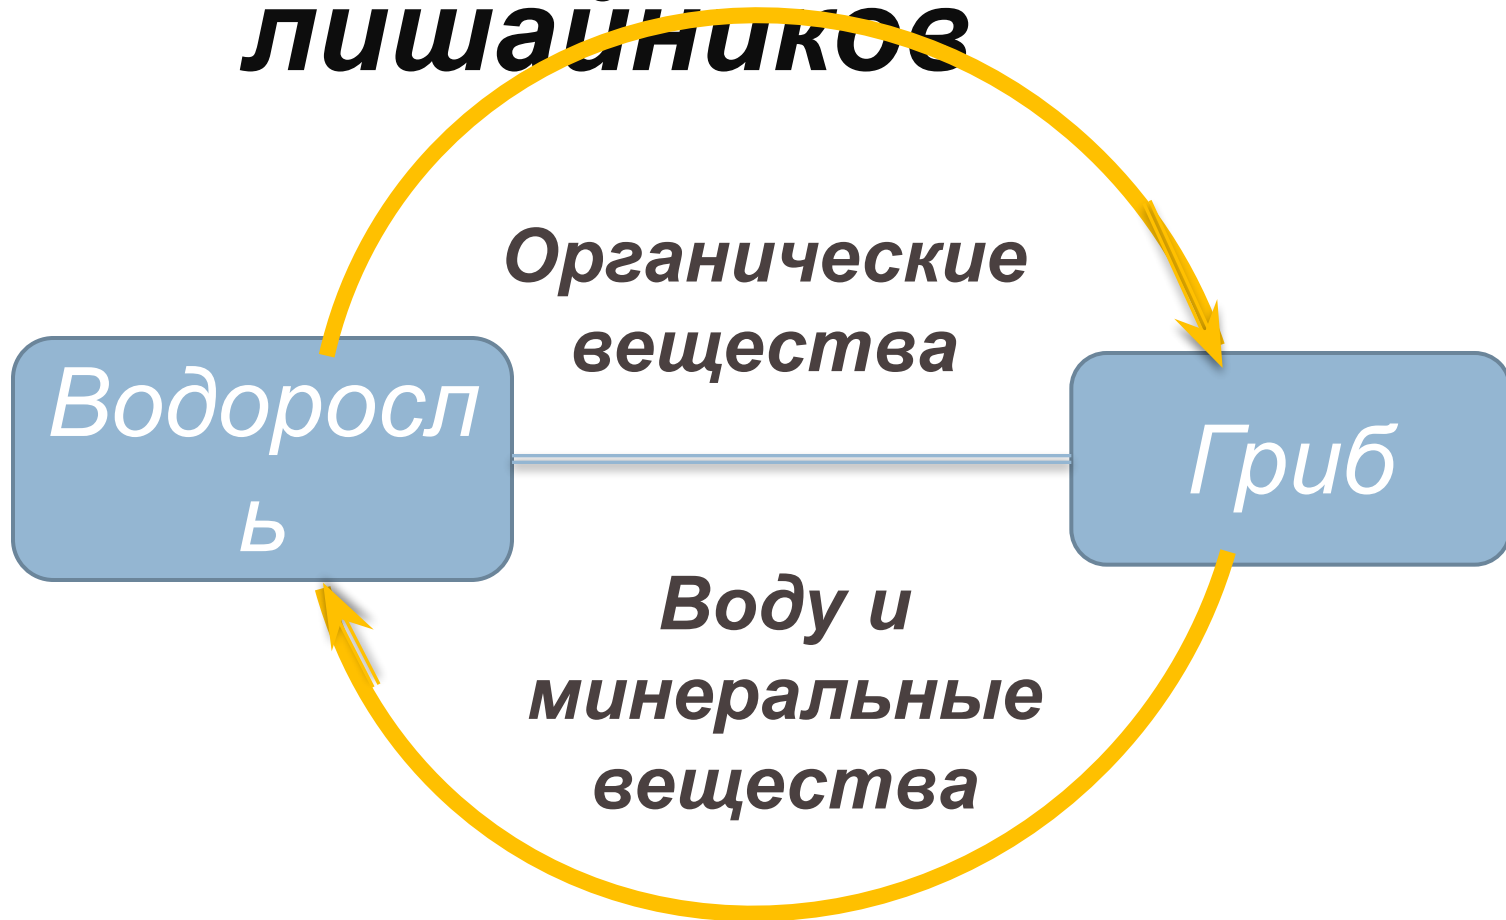 лишайников
Органические
вещества
Водоросл
ь
Гриб
Воду и
минеральные
вещества